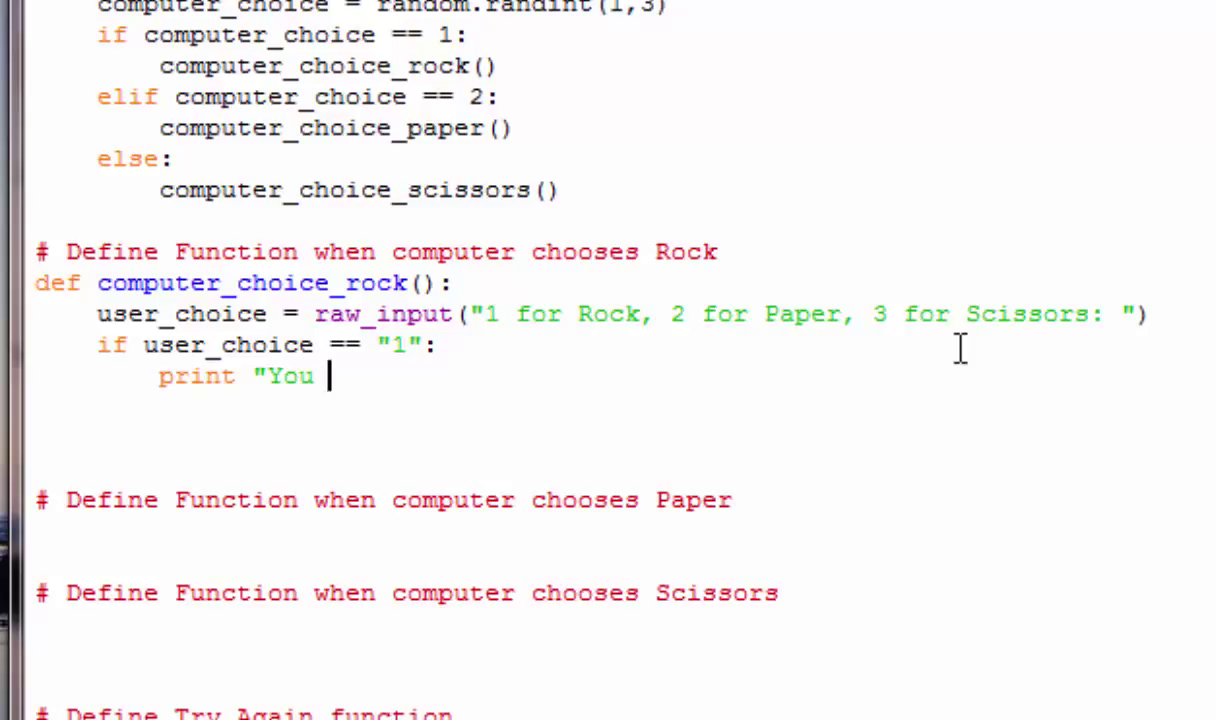 computer_choice = random.randint(1,3)
if computer_choice == 1:
computer_choice_rock()
elif computer_choice == 2:
computer_choice_paper()
else:
computer_choice_scissors()
# Define Function when computer chooses Rock
def computer_choice_rock():
user_choice = raw_input("1 for Rock, 2 for Paper, 3 for Scissors: ")
if user_choice == "1":
print "You
# Define Function when computer chooses Paper
# Define Function when computer chooses Scissors
# Define Try Again function